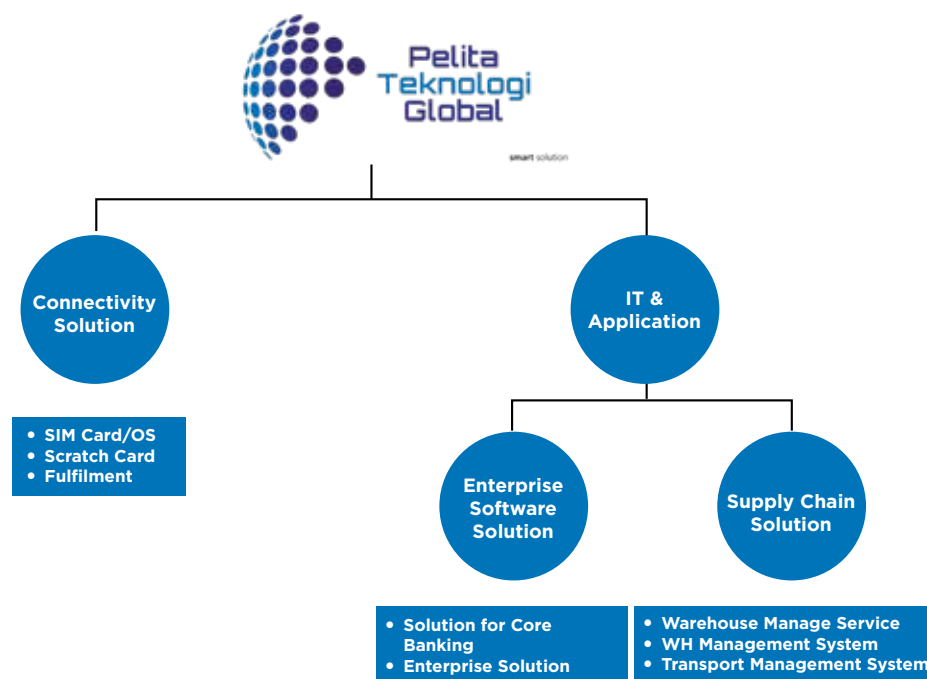 Pelita
Teknologi
Global
smart solution
Connectivity
Solution
IT &
Application
• SIM Card/OS
• Scratch Card
• Fulfilment
Enterprise
Software
Solution
Supply Chain
Solution
• Solution for Core
Banking
• Enterprise Solution
• Warehouse Manage Service
• WH Management System
• Transport Management System